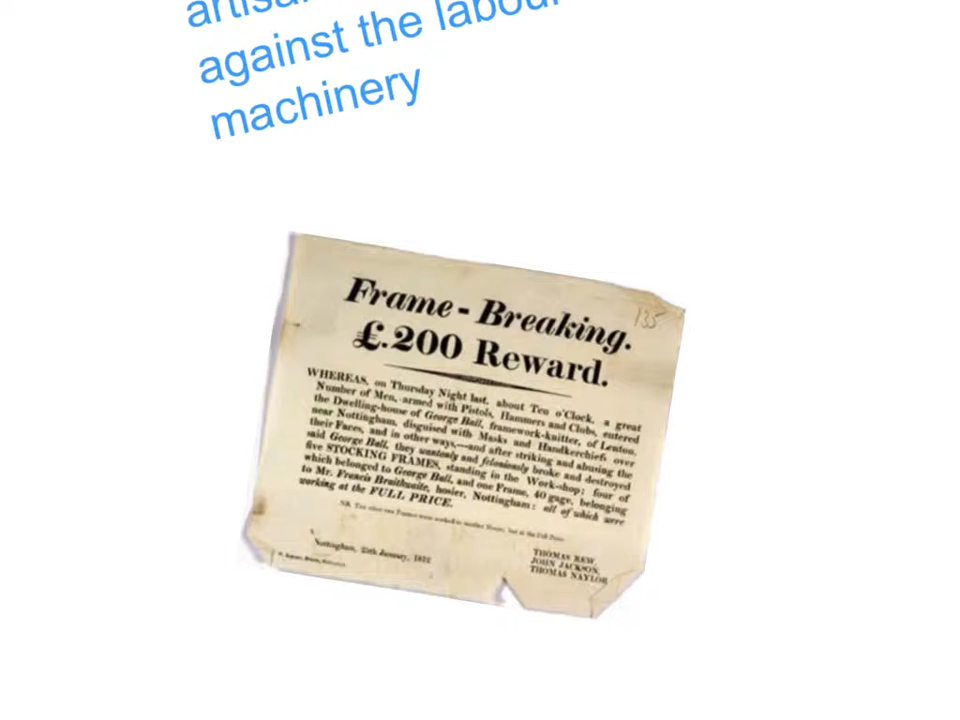 against the labour
machinery
Frame - Breaking.
135
£.200 Reward.
WHEREAS, on Thursday Night last, about Ten o'Clock, a great
Number of Men, armed with Pistols, Hammers and Clubs, entered
the Dwelling-house of George Ball, framework-knitter, of Lenton,
near Nottingham, disguised with Masks and Handkerchiefs over
their Faces, and in other ways,—and after striking and abusing the
said George Ball, they wantonly and feloniously broke and destroyed
five STOCKING FRAMES, standing in the Work-shop; four of
which belonged to George Ball, and one Frame, 40 gage, belonging
to Mr. Francis Braithwaite, hosier, Nottingham: all of which were
working at the FULL PRICE.
Nottingham, 25th January, 1812
THOMAS REW,
JOHN JACKSON,
THOMAS NAYLOR